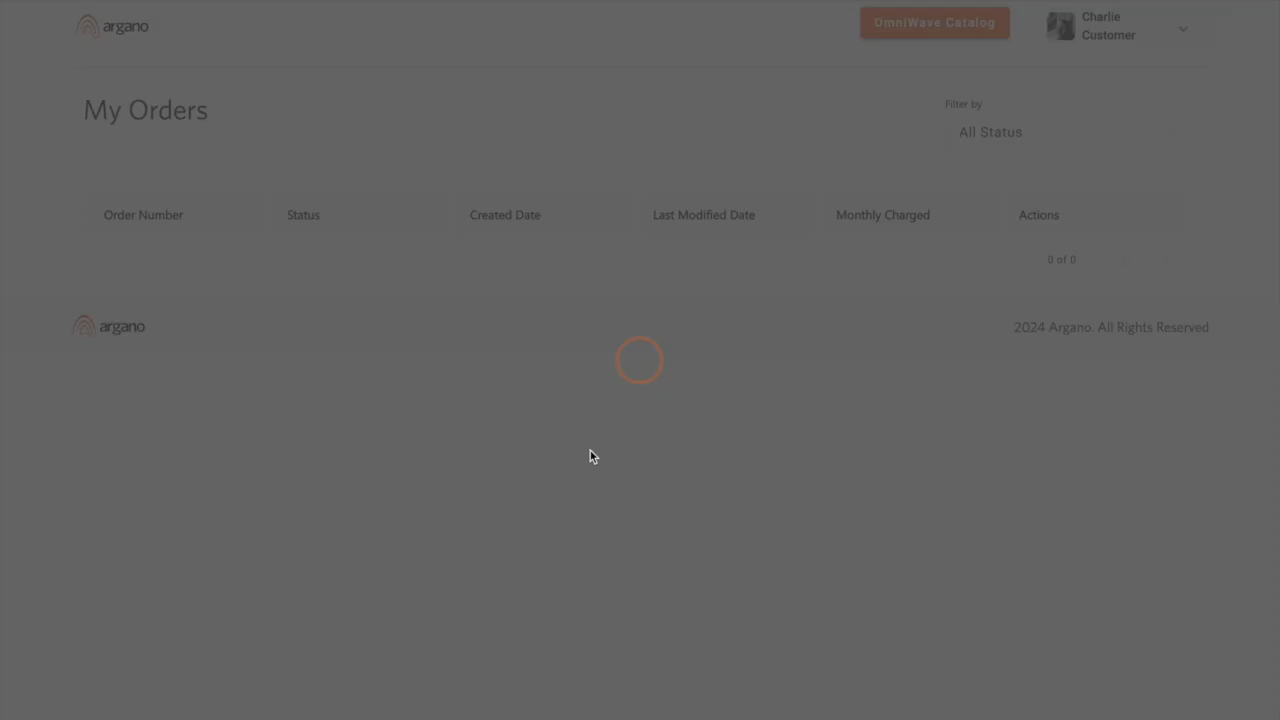 argano
OmniWave Catalog
Charlie
Customer
My Orders
Filter by
All Status
Order Number
Status
Created Date
Last Modified Date
Monthly Charged
Actions
0 of 0
argano
2024 Argano. All Rights Reserved